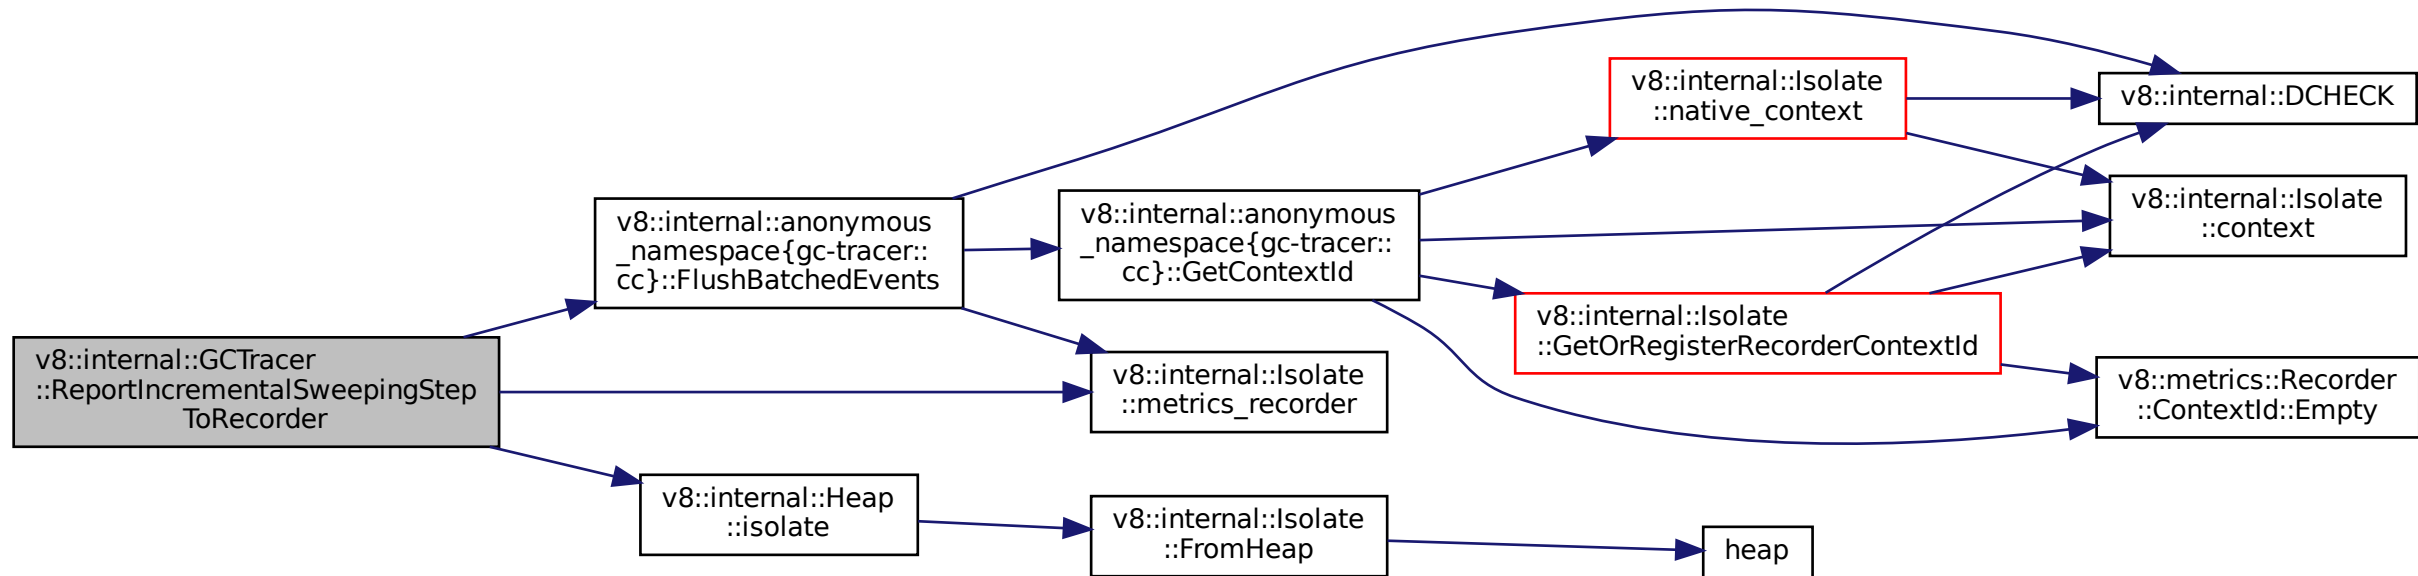 v8::internal::GCTracer
::ReportIncrementalSweepingStep
ToRecorder
v8::internal::anonymous
_namespace{gc-tracer::
cc}::FlushBatchedEvents
v8::internal::Heap
::isolate
v8::internal::anonymous
_namespace{gc-tracer::
cc}::GetContextId
v8::internal::Isolate
::metrics_recorder
v8::internal::Isolate
::FromHeap
v8::internal::Isolate
::native_context
v8::internal::Isolate
::GetOrRegisterRecorderContextId
heap
v8::internal::DCHECK
v8::internal::Isolate
::context
v8::metrics::Recorder
::ContextId::Empty